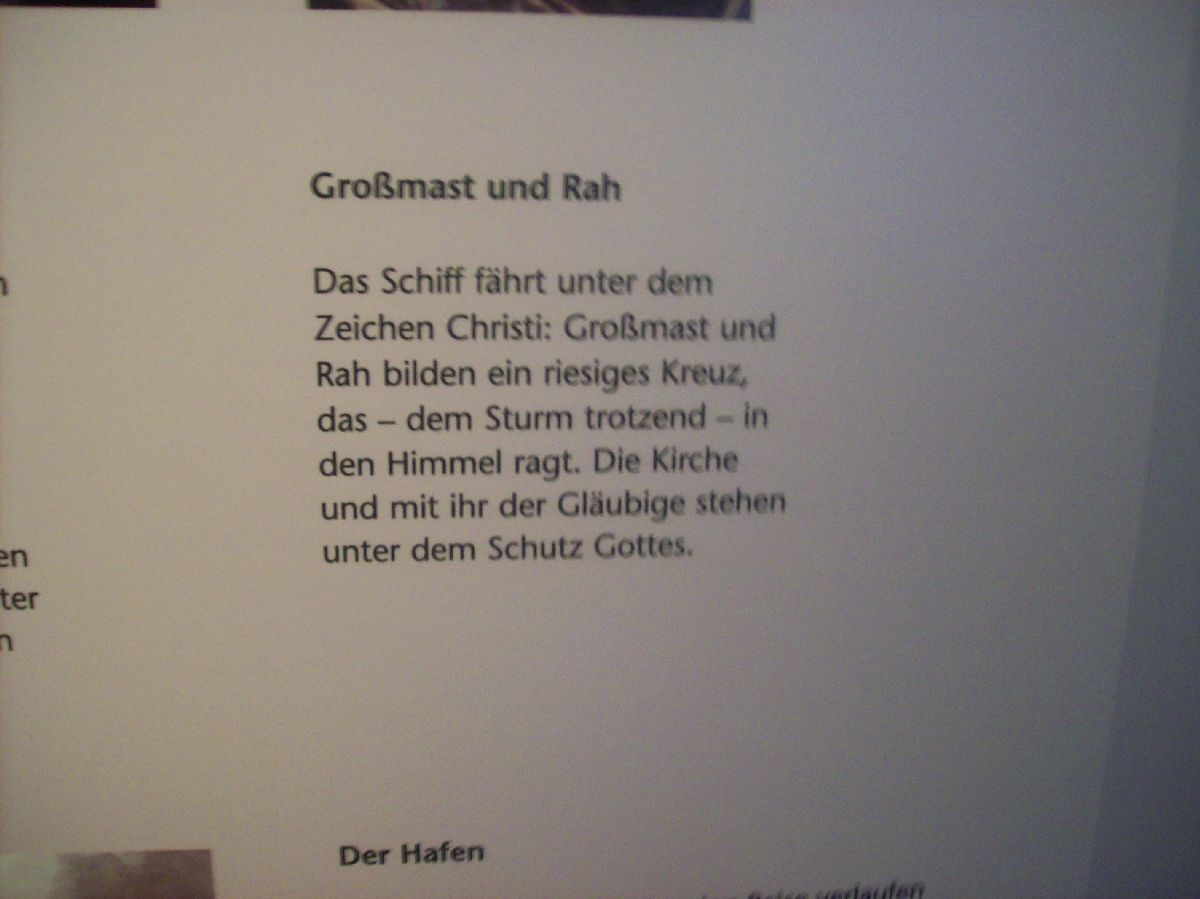 Großmast und Rah
Das Schiff fährt unter dem
Zeichen Christi: Großmast und
Rah bilden ein riesiges Kreuz,
das – dem Sturm trotzend – in
den Himmel ragt. Die Kirche
und mit ihr der Gläubige stehen
unter dem Schutz Gottes.
n
en
ter
n
Der Hafen
Reise verlaufen